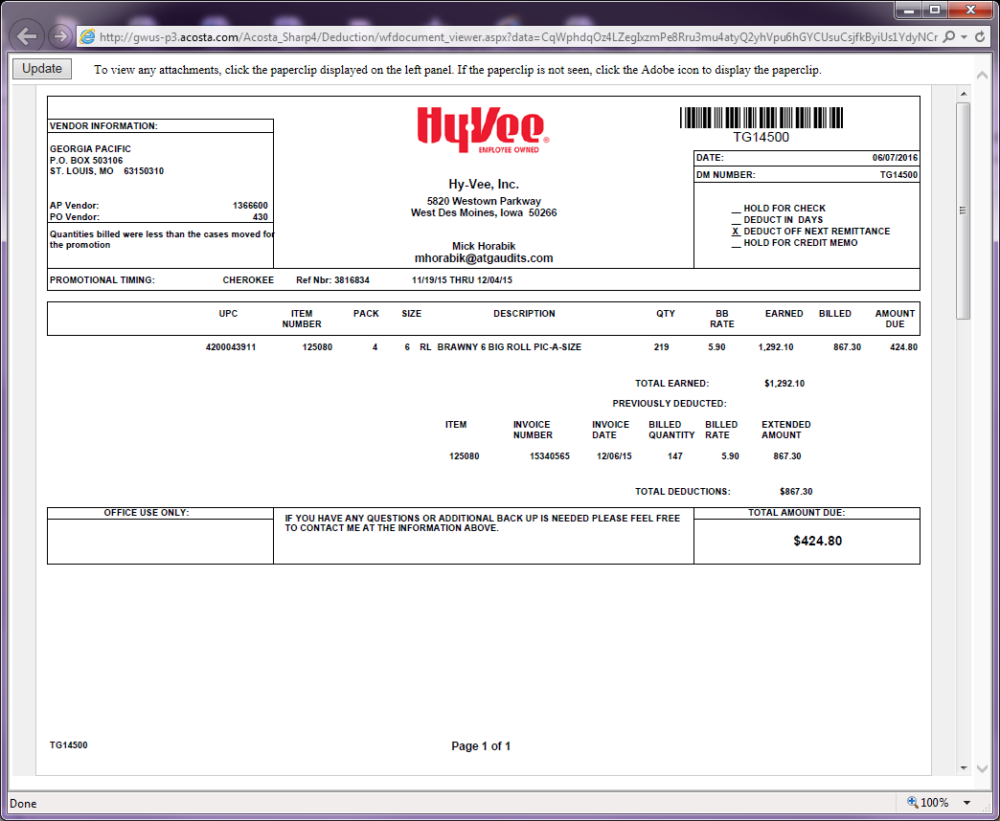 http://gwus-p3.acosta.com/Acosta_Sharp4/Deduction/wfdocument_viewer.aspx?data=CqWphdqOz4LZegIxzmPe8Rru3mu4atyQ2yhVpu6hGYCUsuCsjfkByiUs1YdyNCr
Update To view any attachments, click the paperclip displayed on the left panel. If the paperclip is not seen, click the Adobe icon to display the paperclip.
VENDOR INFORMATION:
GEORGIA PACIFIC
P.O. BOX 503106
ST. LOUIS, MO 63150310
AP Vendor: 1366600
PO Vendor: 430
Quantities billed were less than the cases moved for
the promotion
HyVee®
EMPLOYEE OWNED
Hy-Vee, Inc.
5820 Westown Parkway
West Des Moines, Iowa 50266
Mick Horabik
mhorabik@atgaudits.com
TG14500
DATE: 06/07/2016
DM NUMBER: TG14500
__ HOLD FOR CHECK
__ DEDUCT IN DAYS
X DEDUCT OFF NEXT REMITTANCE
__ HOLD FOR CREDIT MEMO
PROMOTIONAL TIMING: CHEROKEE Ref Nbr: 3816834 11/19/15 THRU 12/04/15
UPC ITEM PACK SIZE DESCRIPTION QTY BB EARNED BILLED AMOUNT
NUMBER RATE DUE
4200043911 125080 4 6 RL BRAWNY 6 BIG ROLL PIC-A-SIZE 219 5.90 1,292.10 867.30 424.80
TOTAL EARNED: $1,292.10
PREVIOUSLY DEDUCTED:
ITEM INVOICE INVOICE BILLED BILLED EXTENDED
NUMBER DATE QUANTITY RATE AMOUNT
125080 15340565 12/06/15 147 5.90 867.30
TOTAL DEDUCTIONS: $867.30
OFFICE USE ONLY:
IF YOU HAVE ANY QUESTIONS OR ADDITIONAL BACK UP IS NEEDED PLEASE FEEL FREE
TO CONTACT ME AT THE INFORMATION ABOVE.
TOTAL AMOUNT DUE:
$424.80
TG14500 Page 1 of 1
Done 100%